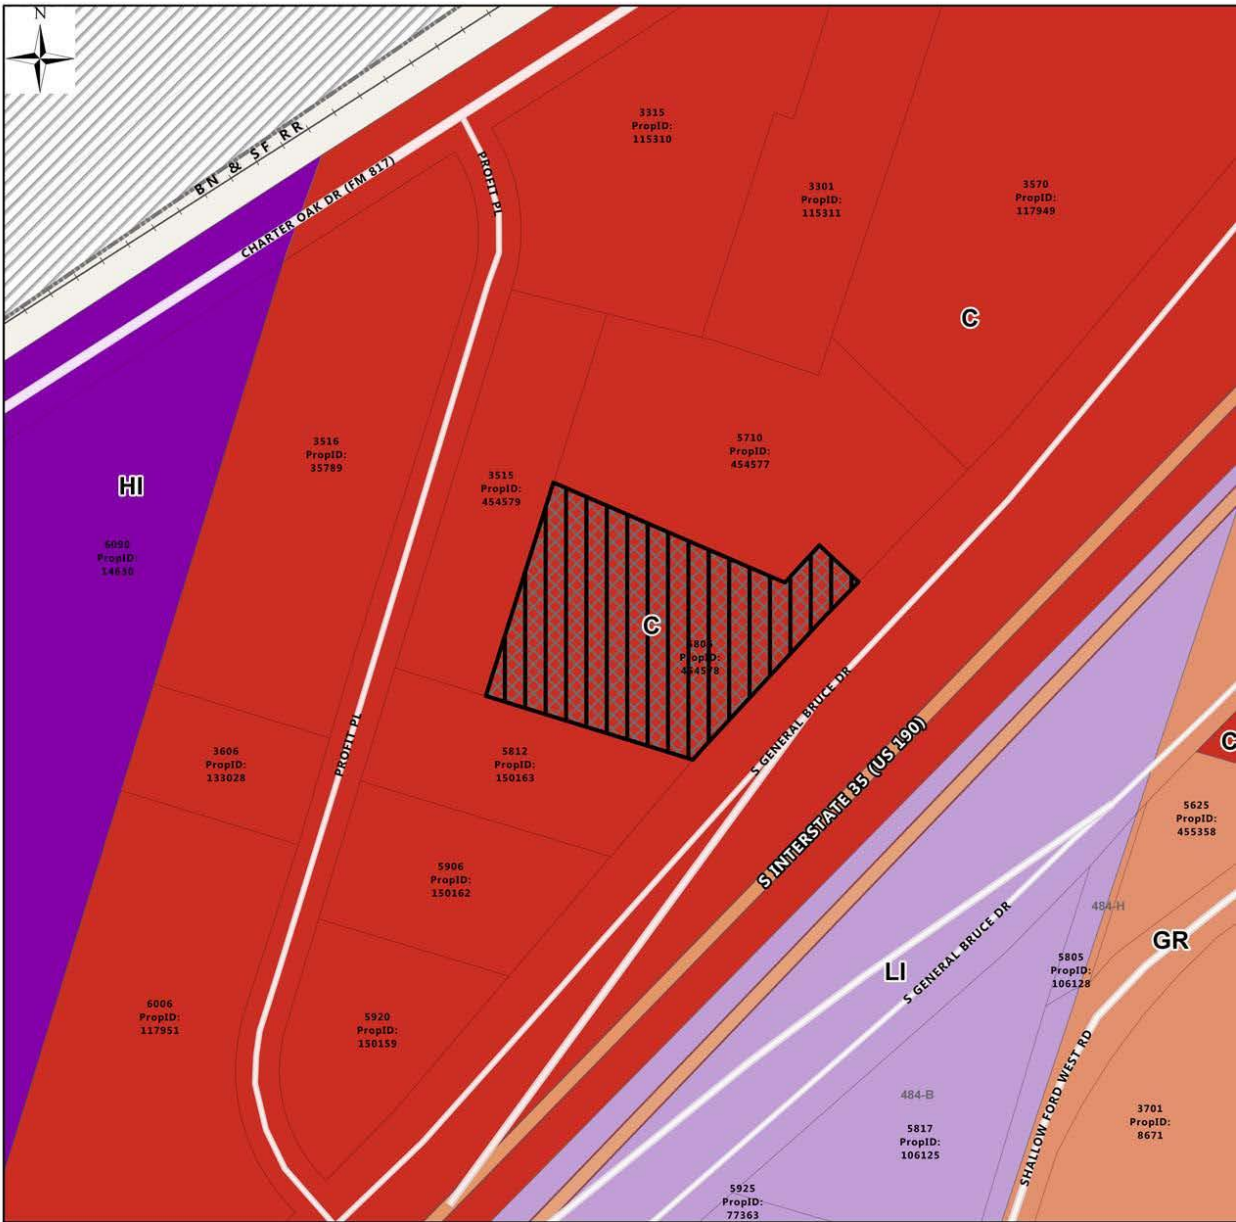 N
BN & SF RR
CHARTER OAK DR (FM 817)
PROFIT PL
3315
PropID:
115310
3301
PropID:
115311
3570
PropID:
117949
C
3516
PropID:
35789
HI
3515
PropID:
454579
5710
PropID:
454577
6090
PropID:
14630
C
PropID:
454578
S GENERAL BRUCE DR
PROFIT PL
3606
PropID:
133028
5812
PropID:
150163
S INTERSTATE 35 (US 190)
C
5625
PropID:
455358
5906
PropID:
150162
484-H
GR
LI
S GENERAL BRUCE DR
5805
PropID:
106128
6006
PropID:
117951
5920
PropID:
150159
SHALLOW FORD WEST RD
484-B
5817
PropID:
106125
3701
PropID:
8671
5925
PropID:
77363